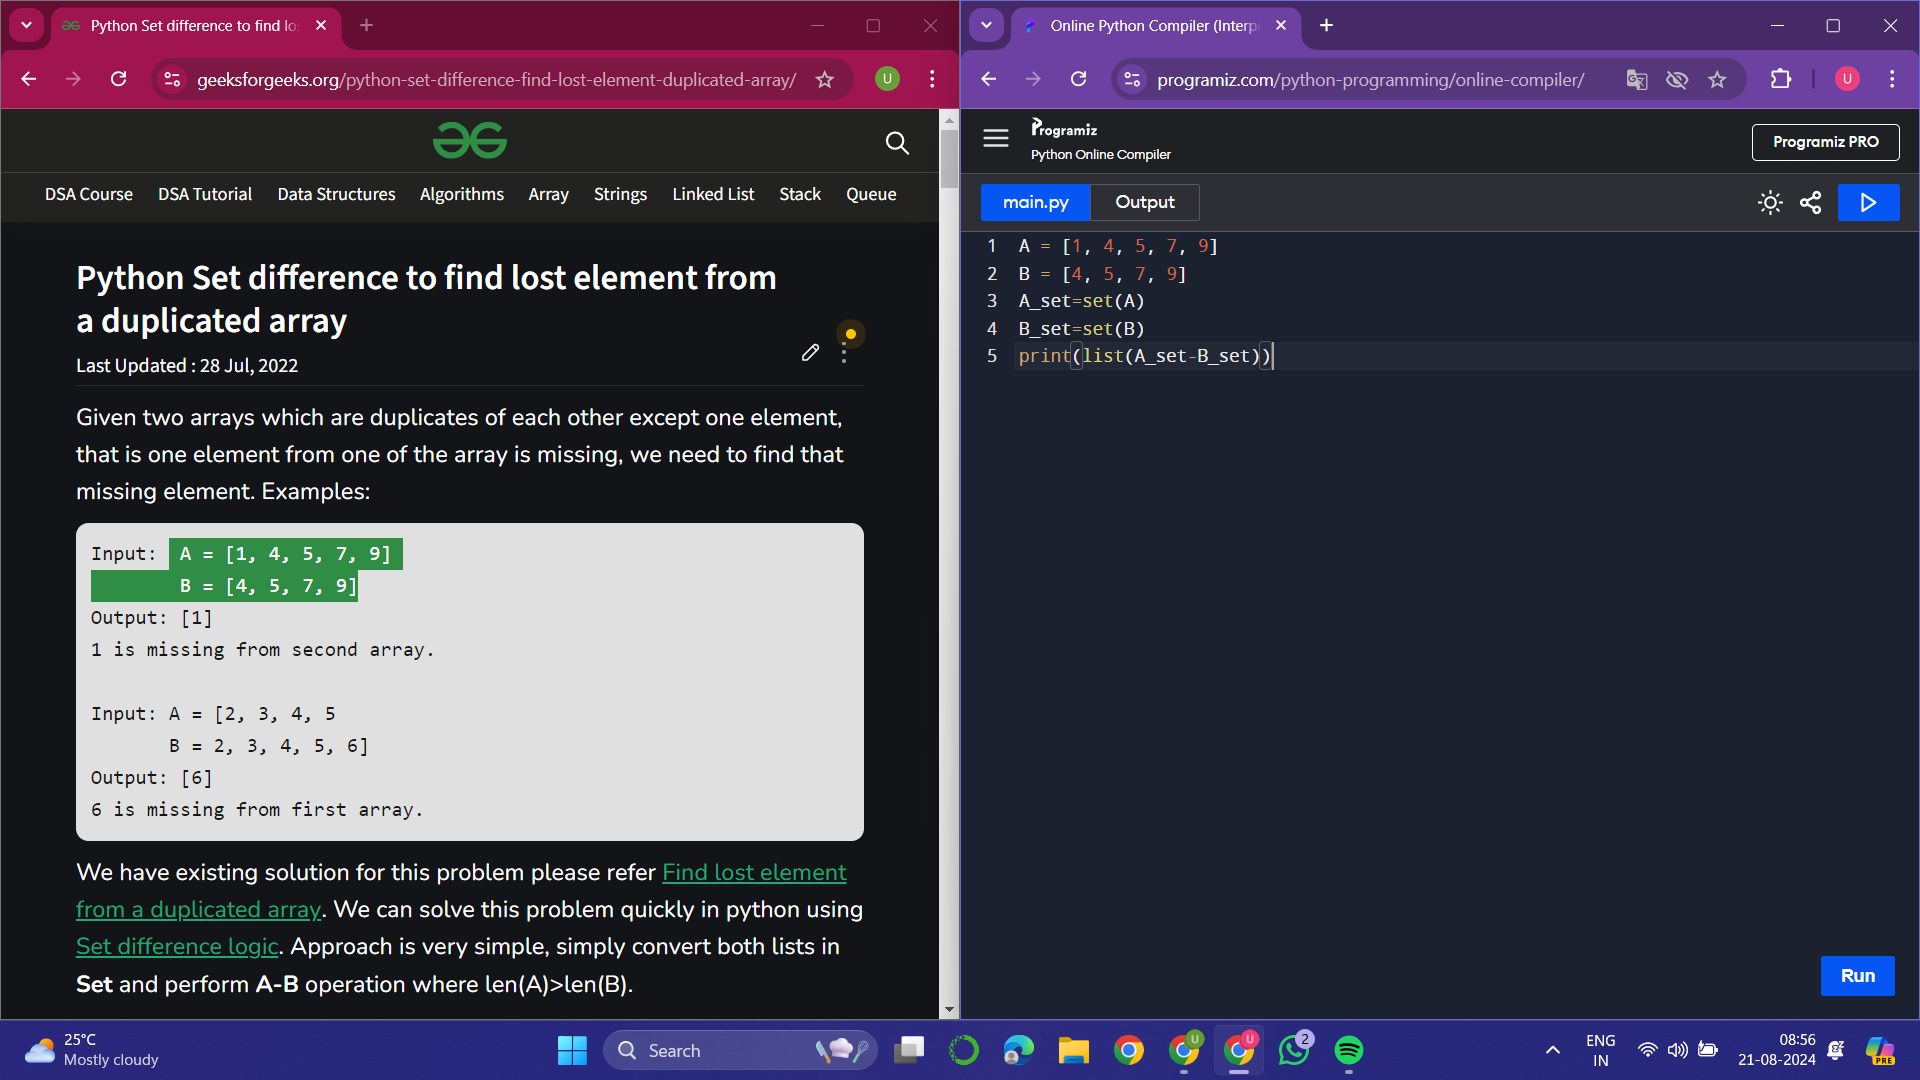 Python Set difference to find lo
geeksforgeeks.org/python-set-difference-find-lost-element-duplicated-array/
U
DSA Course DSA Tutorial Data Structures Algorithms Array Strings Linked List Stack Queue
Python Set difference to find lost element from
a duplicated array
Last Updated : 28 Jul, 2022
Given two arrays which are duplicates of each other except one element,
that is one element from one of the array is missing, we need to find that
missing element. Examples:
Input: A = [1, 4, 5, 7, 9]
B = [4, 5, 7, 9]
Output: [1]
1 is missing from second array.
Input: A = [2, 3, 4, 5
B = 2, 3, 4, 5, 6]
Output: [6]
6 is missing from first array.
We have existing solution for this problem please refer Find lost element
from a duplicated array. We can solve this problem quickly in python using
Set difference logic. Approach is very simple, simply convert both lists in
Set and perform A-B operation where len(A)>len(B).
Online Python Compiler (Interp
programiz.com/python-programming/online-compiler/
U
Programiz
Python Online Compiler
Programiz PRO
main.py Output
1 A = [1, 4, 5, 7, 9]
2 B = [4, 5, 7, 9]
3 A_set=set(A)
4 B_set=set(B)
5 print(list(A_set-B_set))
Run
25°C
Mostly cloudy
Search
U
U
2
ENG
IN
08:56
21-08-2024
PRE